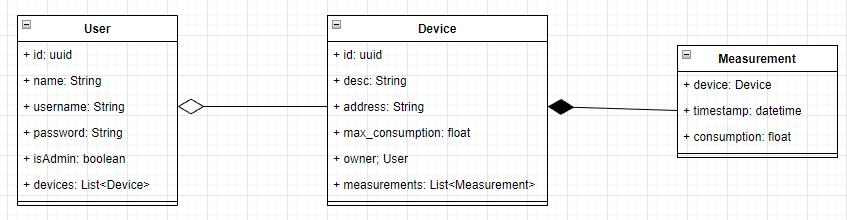 User
+ id: uuid
+ name: String
+ username: String
+ password: String
+ isAdmin: boolean
+ devices: List<Device>
Device
+ id: uuid
+ desc: String
+ address: String
+ max_consumption: float
+ owner; User
+ measurements: List<Measurement>
Measurement
+ device: Device
+ timestamp: datetime
+ consumption: float